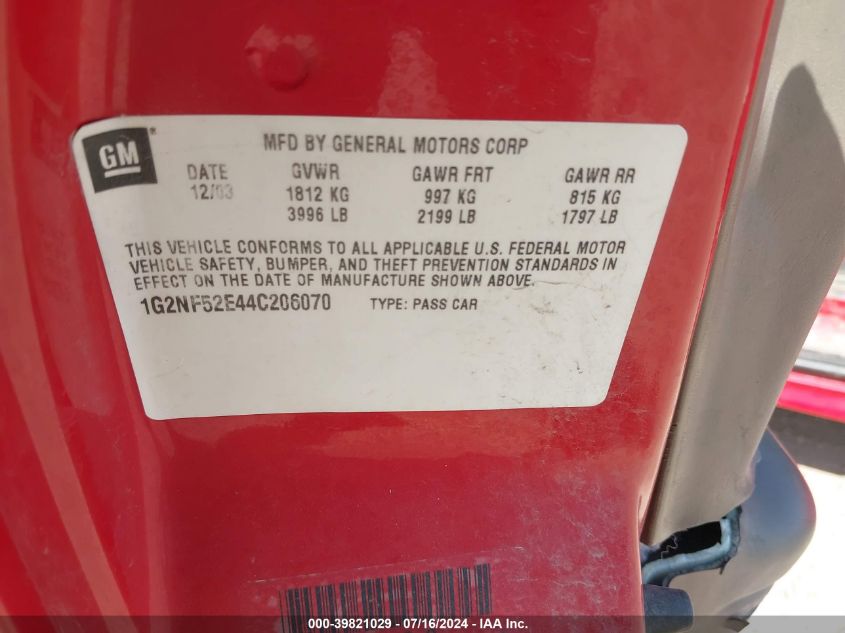 GM
MFD BY GENERAL MOTORS CORP
DATE GVWR GAWR FRT GAWR RR
12/03 1812 KG 997 KG 815 KG
3996 LB 2199 LB 1797 LB
THIS VEHICLE CONFORMS TO ALL APPLICABLE U.S. FEDERAL MOTOR
VEHICLE SAFETY, BUMPER, AND THEFT PREVENTION STANDARDS IN
EFFECT ON THE DATE OF MANUFACTURE SHOWN ABOVE.
1G2NF52E44C206070 TYPE: PASS CAR
000-39821029 - 07/16/2024 - IAA Inc.